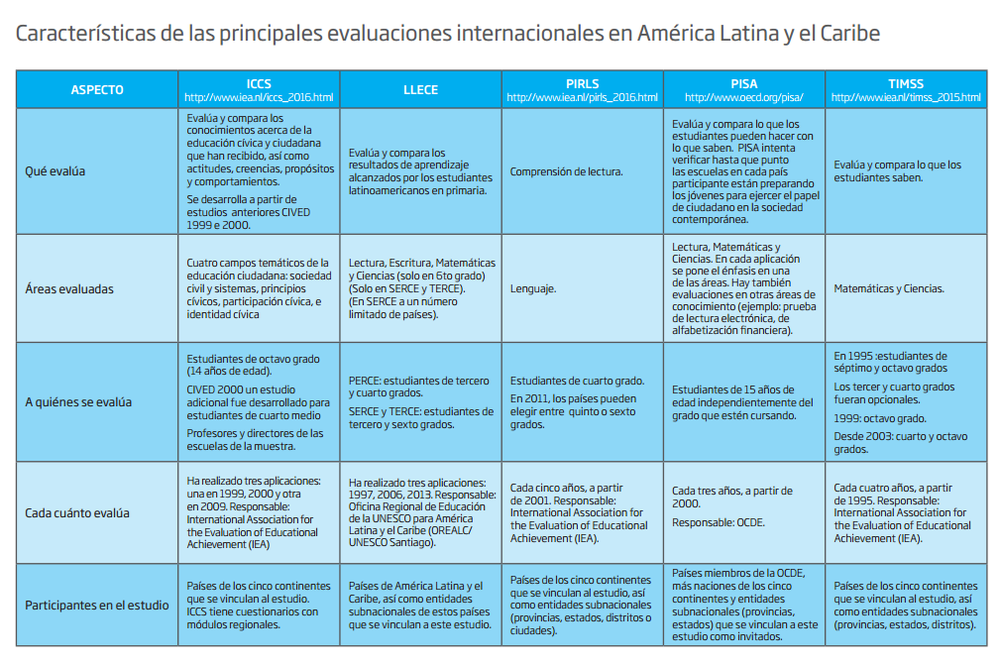 Características de las principales evaluaciones internacionales en América Latina y el Caribe
ASPECTO
ICCS
http://www.iea.nl/iccs_2016.html
LLECE
PIRLS
http://www.iea.nl/pirls_2016.html
PISA
http://www.oecd.org/pisa/
TIMSS
http://www.iea.nl/timss_2015.html
Qué evalúa
Evalúa y compara los
conocimientos acerca de la
educación cívica y ciudadana
que han recibido, así como
actitudes, creencias, propósitos
y comportamientos.
Se desarrolla a partir de
estudios anteriores CIVED
1999 e 2000.
Evalúa y compara los
resultados de aprendizaje
alcanzados por los estudiantes
latinoamericanos en primaria.
Comprensión de lectura.
Evalúa y compara lo que los
estudiantes pueden hacer con
lo que saben. PISA intenta
verificar hasta que punto
las escuelas en cada país
participante están preparando
los jóvenes para ejercer el papel
de ciudadano en la sociedad
contemporánea.
Evalúa y compara lo que los
estudiantes saben.
Áreas evaluadas
Cuatro campos temáticos de la
educación ciudadana: sociedad
civil y sistemas, principios
cívicos, participación cívica, e
identidad cívica
Lectura, Escritura, Matemáticas
y Ciencias (solo en 6to grado)
(Solo en SERCE y TERCE).
(En SERCE a un número
limitado de países).
Lenguaje.
Lectura, Matemáticas y
Ciencias. En cada aplicación
se pone el énfasis en una
de las áreas. Hay también
evaluaciones en otras áreas de
conocimiento (ejemplo: prueba
de lectura electrónica, de
alfabetización financiera).
Matemáticas y Ciencias.
A quiénes se evalúa
Estudiantes de octavo grado
(14 años de edad).
CIVED 2000 un estudio
adicional fue desarrollado para
estudiantes de cuarto medio
Profesores y directores de las
escuelas de la muestra.
PERCE: estudiantes de tercero
y cuarto grados.
SERCE y TERCE: estudiantes de
tercero y sexto grados.
Estudiantes de cuarto grado.
En 2011, los países pueden
elegir entre quinto o sexto
grados.
Estudiantes de 15 años de
edad independientemente del
grado que estén cursando.
En 1995 :estudiantes de
séptimo y octavo grados
Los tercer y cuarto grados
fueran opcionales.
1999: octavo grado.
Desde 2003: cuarto y octavo
grados.
Cada cuánto evalúa
Ha realizado tres aplicaciones:
una en 1999, 2000 y otra
en 2009. Responsable:
International Association for
the Evaluation of Educational
Achievement (IEA)
Ha realizado tres aplicaciones:
1997, 2006, 2013. Responsable:
Oficina Regional de Educación
de la UNESCO para América
Latina y el Caribe (OREALC/
UNESCO Santiago).
Cada cinco años, a partir
de 2001. Responsable:
International Association for
the Evaluation of Educational
Achievement (IEA).
Cada tres años, a partir de
2000.
Responsable: OCDE.
Cada cuatro años, a partir
de 1995. Responsable:
International Association for
the Evaluation of Educational
Achievement (IEA).
Participantes en el estudio
Países de los cinco continentes
que se vinculan al estudio.
ICCS tiene cuestionarios con
módulos regionales.
Países de América Latina y el
Caribe, así como entidades
subnacionales de estos países
que se vinculan a este estudio.
Países de los cinco continentes
que se vinculan al estudio, así
como entidades subnacionales
(provincias, estados, distritos o
ciudades).
Países miembros de la OCDE,
más naciones de los cinco
continentes y entidades
subnacionales (provincias,
estados) que se vinculan a este
estudio como invitados.
Países de los cinco continentes
que se vinculan al estudio, así
como entidades subnacionales
(provincias, estados, distritos).